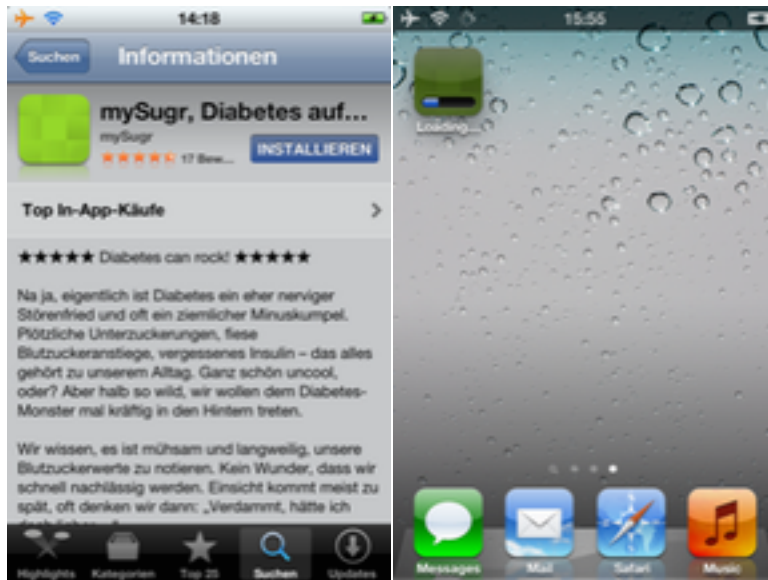 14:18
Suchen
Informationen
mySugr, Diabetes auf...
mySugr
17 Bew...
INSTALLIEREN
Top In-App-Käufe
★★★★★ Diabetes can rock! ★★★★★
Na ja, eigentlich ist Diabetes ein eher nerviger
Störenfried und oft ein ziemlicher Minuskumpel.
Plötzliche Unterzuckerungen, fiese
Blutzuckeranstiege, vergessenes Insulin – das alles
gehört zu unserem Alltag. Ganz schön uncool,
oder? Aber halb so wild, wir wollen dem Diabetes-
Monster mal kräftig in den Hintern treten.
Wir wissen, es ist mühsam und langweilig, unsere
Blutzuckerwerte zu notieren. Kein Wunder, dass wir
schnell nachlässig werden. Einsicht kommt meist zu
spät, oft denken wir dann: „Verdammt, hätte ich
Highlights
Kategorien
Top 25
Suchen
Updates
15:55
Loading...
Messages
Mail
Safari
Music